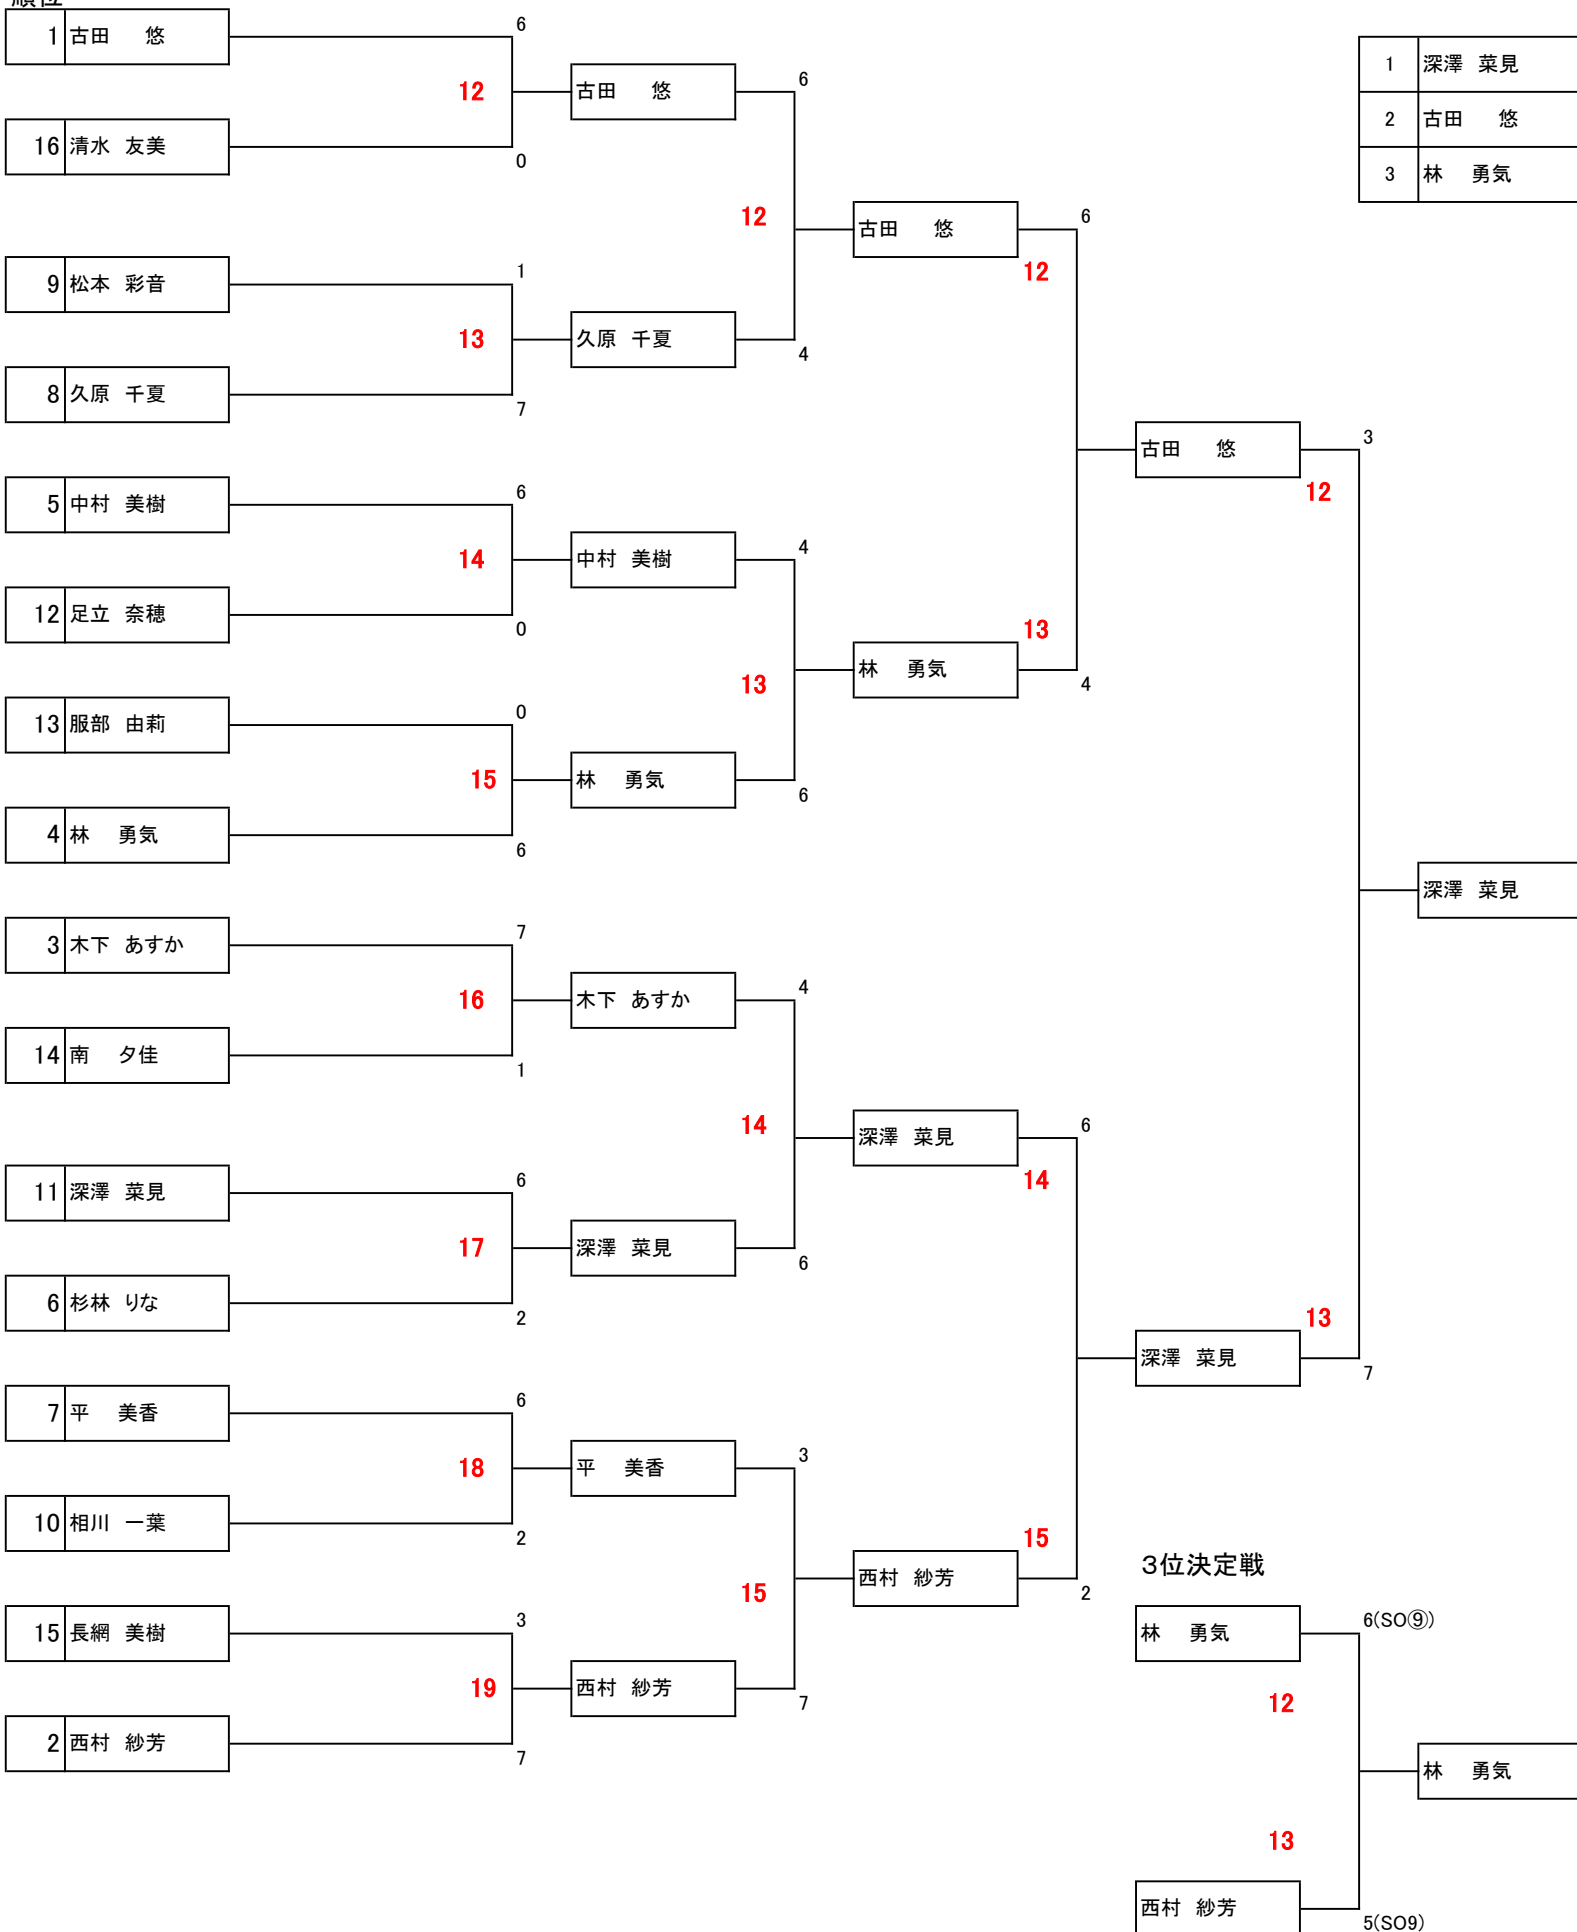 順位
1 古田 悠
6
12
古田 悠
16 清水 友美
0
6
12
古田 悠
9 松本 彩音
1
13
久原 千夏
8 久原 千夏
7
4
6
12
古田 悠
5 中村 美樹
6
14
中村 美樹
12 足立 奈穂
0
4
13
林 勇気
13 服部 由莉
0
15
林 勇気
4 林 勇気
6
6
13
4
3
12
深澤 菜見
3 木下 あすか
7
16
木下 あすか
14 南 夕佳
1
4
14
深澤 菜見
11 深澤 菜見
6
17
深澤 菜見
6 杉林 りな
2
6
6
14
深澤 菜見
13
7
7 平 美香
6
18
平 美香
10 相川 一葉
2
3
15
西村 紗芳
15 長網 美樹
3
19
西村 紗芳
2 西村 紗芳
7
7
15
2
1 深澤 菜見
2 古田 悠
3 林 勇気
3位決定戦
林 勇気
6(SO⑨)
12
林 勇気
13
西村 紗芳
5(SO9)